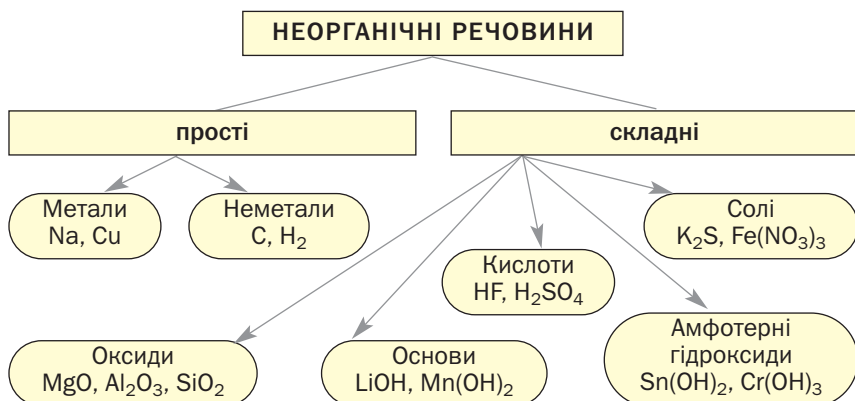 НЕОРГАНІЧНІ РЕЧОВИНИ
прості
складні
Метали
Na, Cu
Неметали
C, H₂
Солі
K₂S, Fe(NO₃)₃
Кислоти
HF, H₂SO₄
Оксиди
MgO, Al₂O₃, SiO₂
Основи
LiOH, Mn(OH)₂
Амфотерні
гідроксиди
Sn(OH)₂, Cr(OH)₃